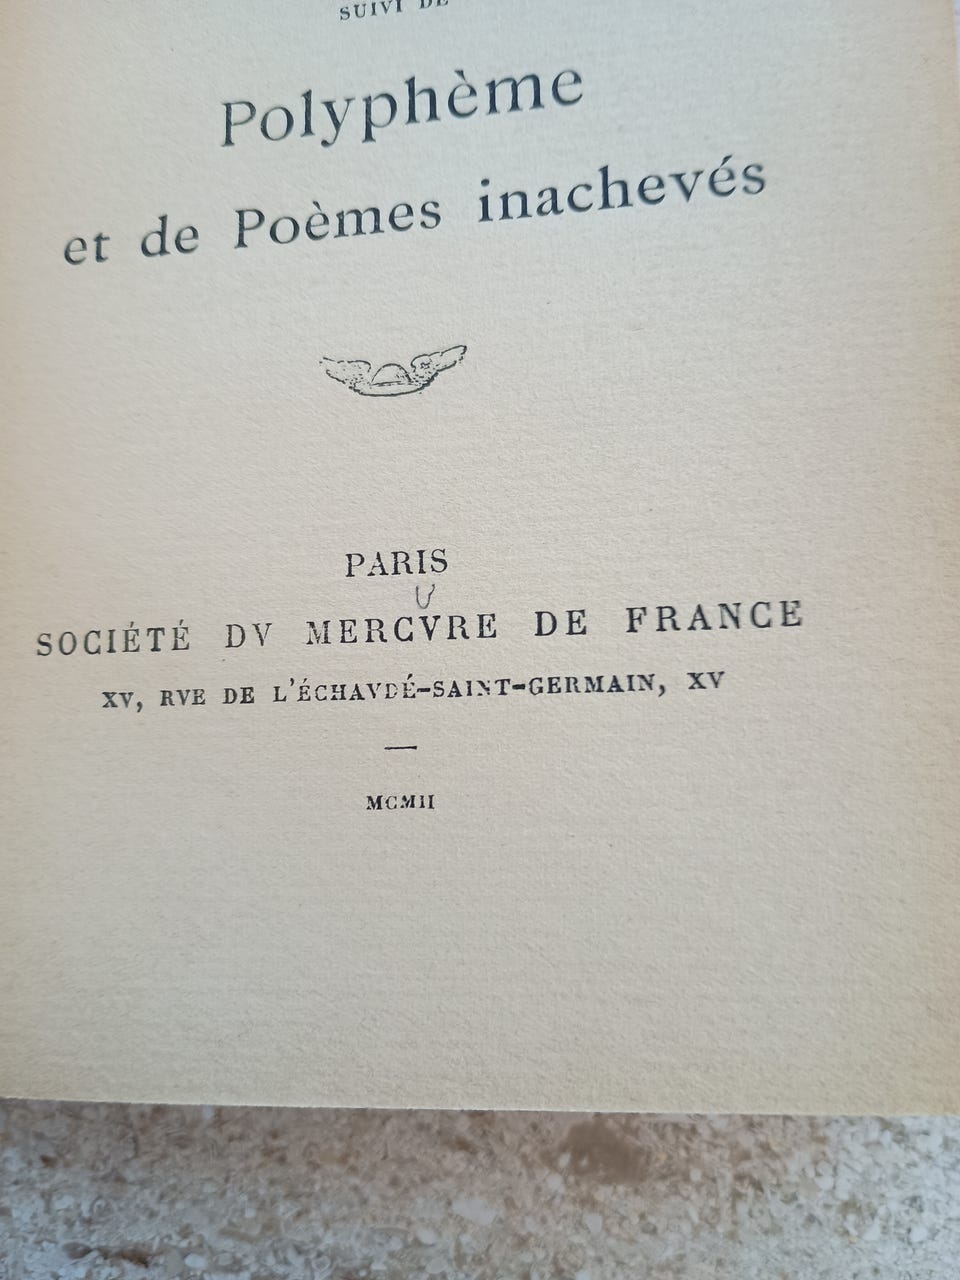 SUIVI DE
Polyphème
et de Poèmes inachevés
PARIS
U
SOCIÉTÉ DV MERCVRE DE FRANCE
XV, RVE DE L'ÉCHAVDÉ-SAINT-GERMAIN, XV
—
MCMII